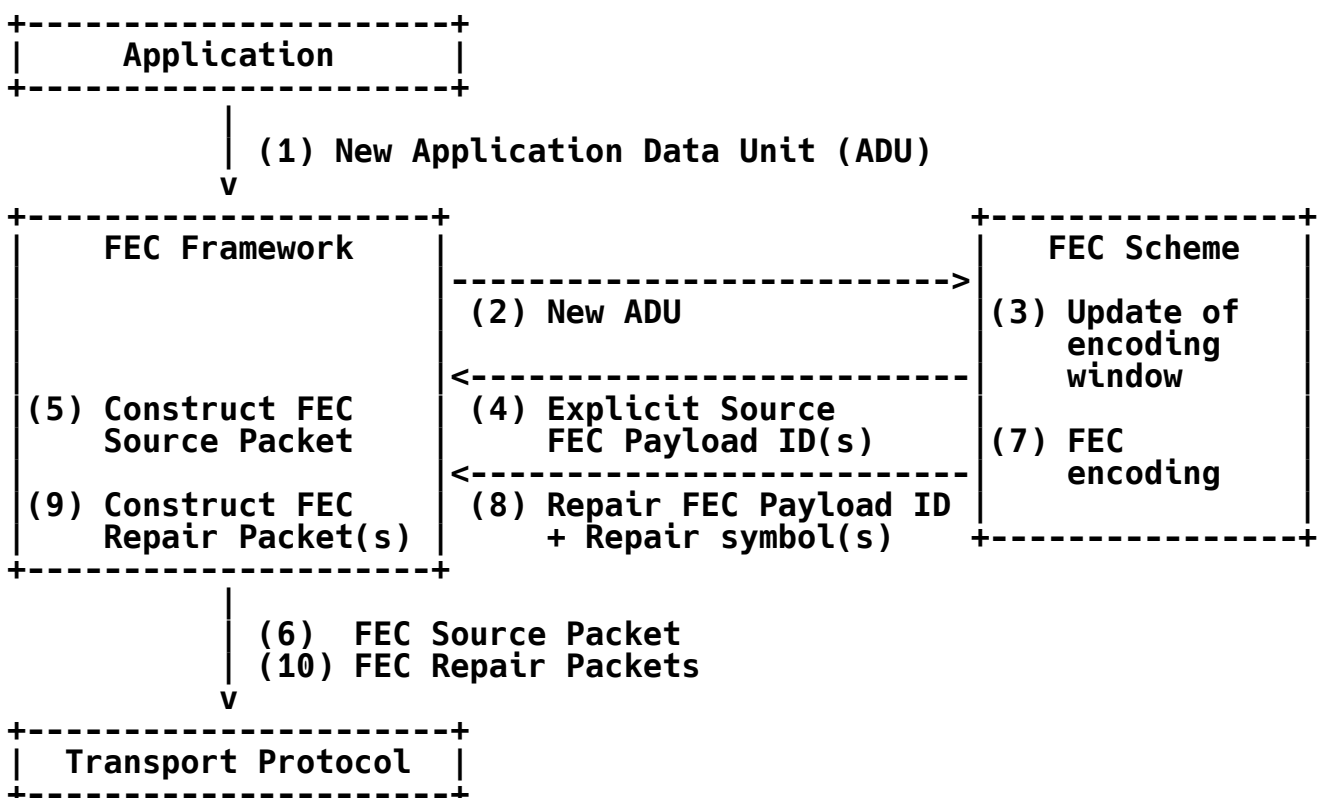 Application
(1) New Application Data Unit (ADU)
FEC Framework FEC Scheme
(2) New ADU (3) Update of
encoding
window
(5) Construct FEC (4) Explicit Source
Source Packet FEC Payload ID(s) (7) FEC
encoding
(9) Construct FEC (8) Repair FEC Payload ID
Repair Packet(s) + Repair symbol(s)
(6) FEC Source Packet
(10) FEC Repair Packets
Transport Protocol